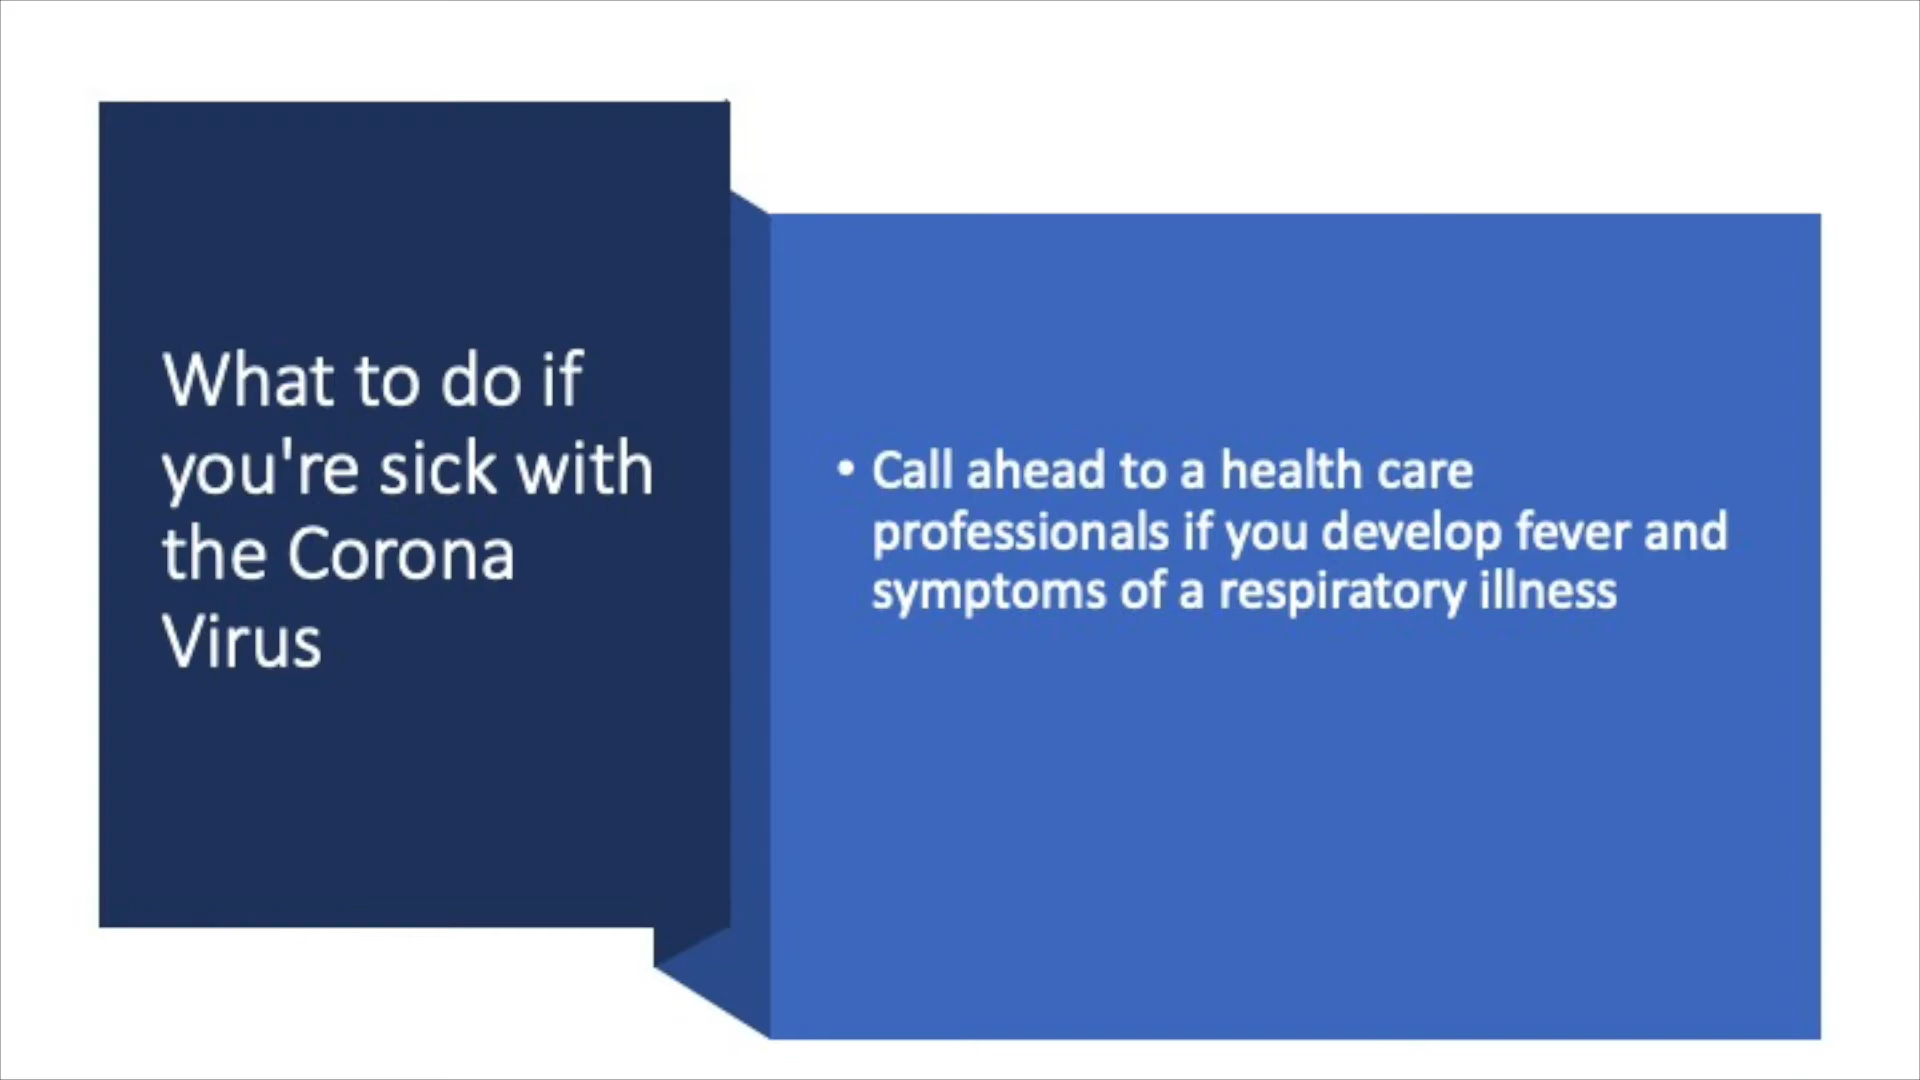 What to do if
you're sick with
the Corona
Virus
• Call ahead to a health care
professionals if you develop fever and
symptoms of a respiratory illness